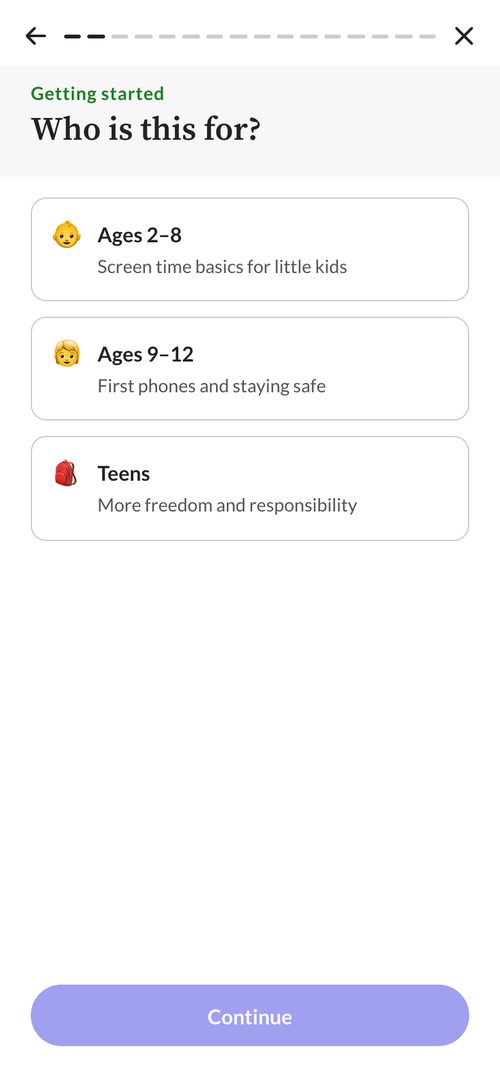 Getting started
Who is this for?
Ages 2–8
Screen time basics for little kids
Ages 9–12
First phones and staying safe
Teens
More freedom and responsibility
Continue